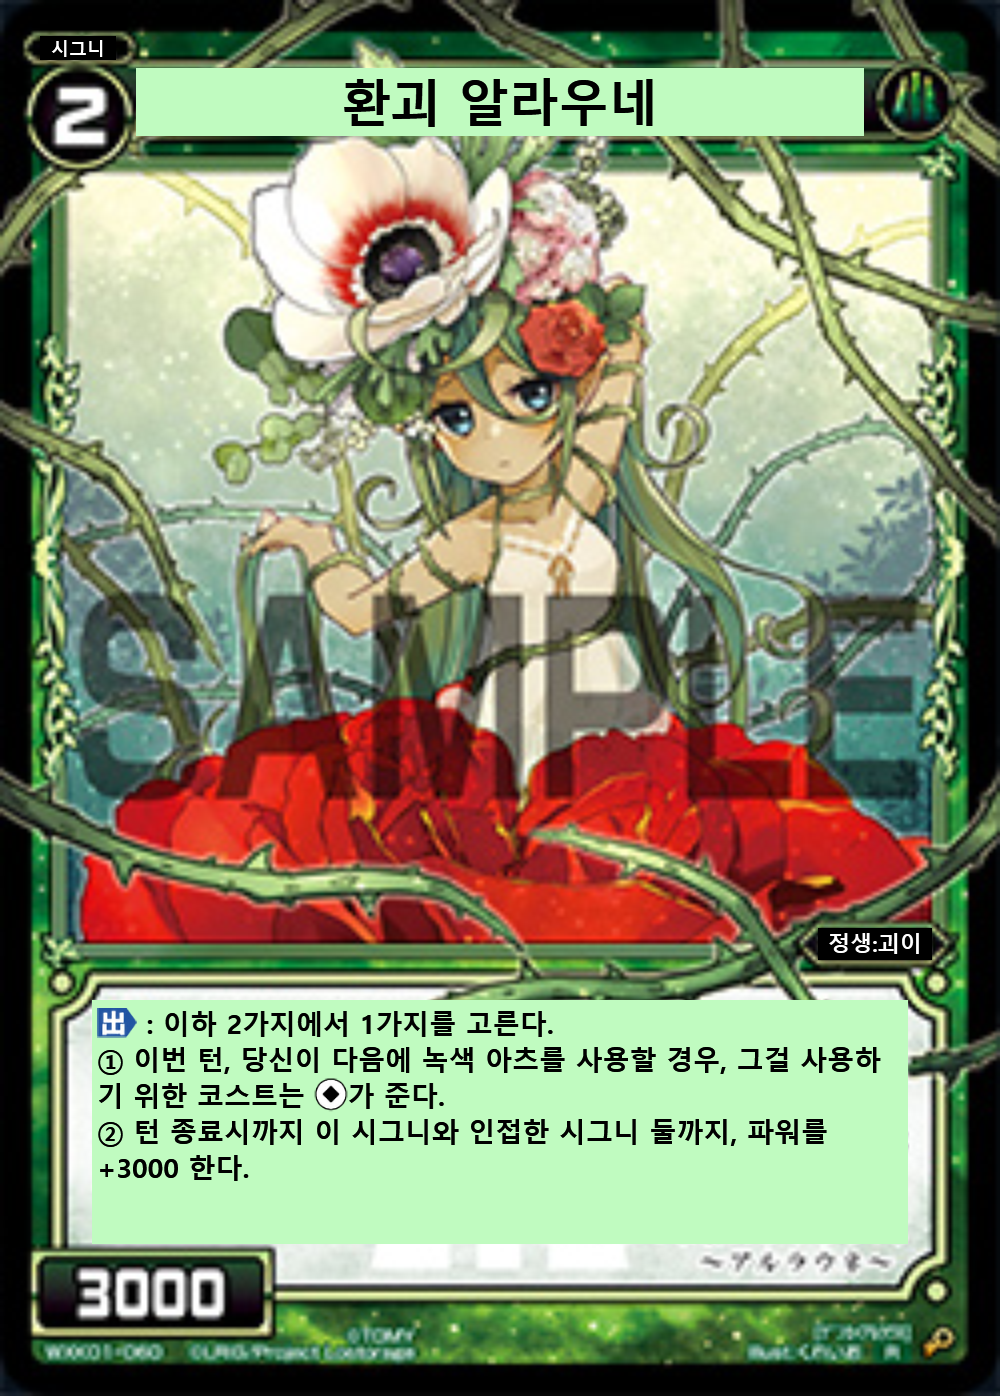 시그니
2
환괴 알라우네
SAMPLE
정생:괴이
出 : 이하 2가지에서 1가지를 고른다.
① 이번 턴, 당신이 다음에 녹색 아츠를 사용할 경우, 그걸 사용하
기 위한 코스트는 가 준다.
② 턴 종료시까지 이 시그니와 인접한 시그니 둘까지, 파워를
+3000 한다.
～アルラウネ～
3000
©TOMY
WXK01-060 ©LRIG/Project Lostorage
Illust.